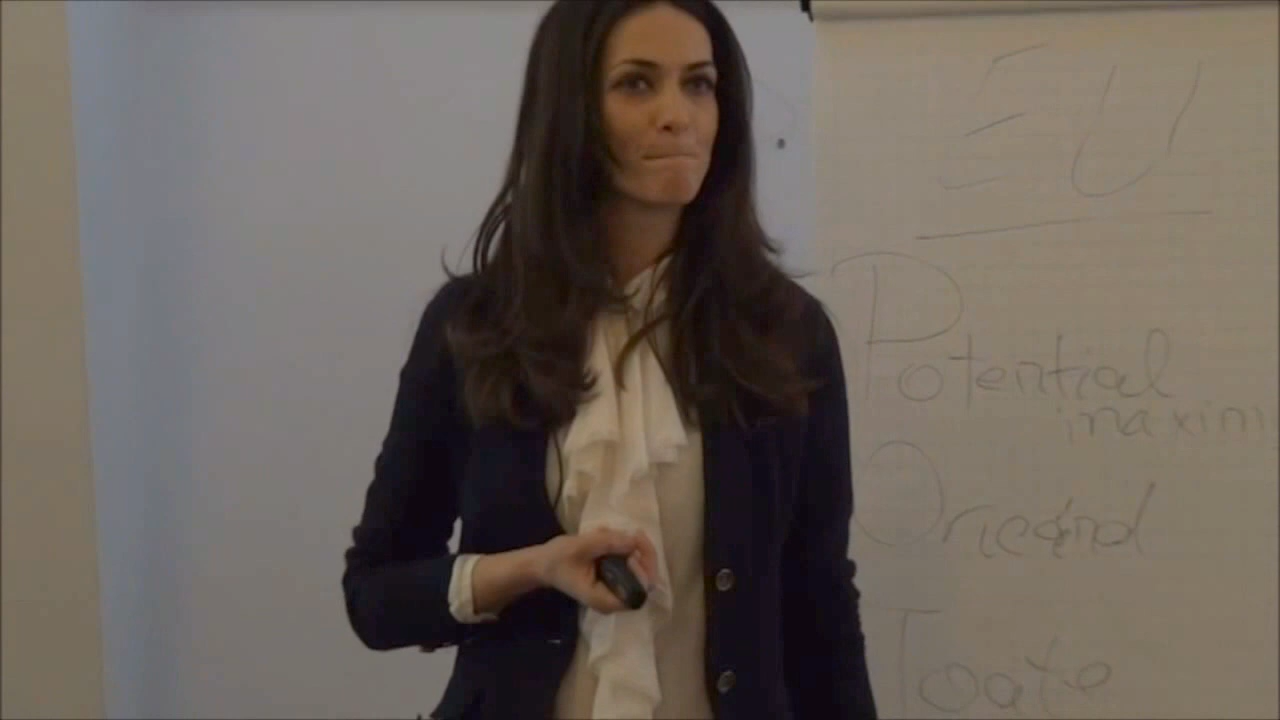 EU
Potential
maxim
Oricând
Toate